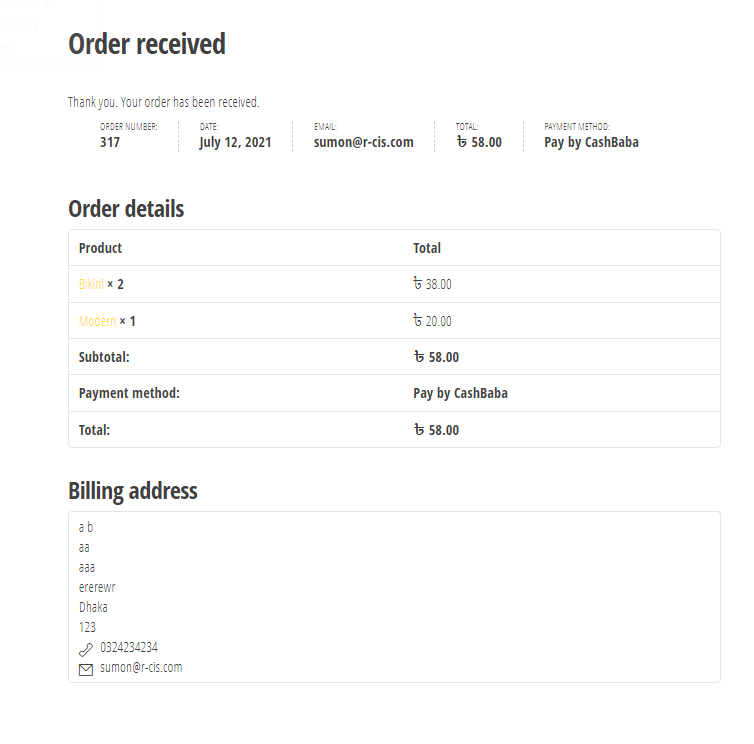 Order received
Thank you. Your order has been received.
ORDER NUMBER: DATE: EMAIL: TOTAL: PAYMENT METHOD:
317 July 12, 2021 sumon@r-cis.com ৳ 58.00 Pay by CashBaba
Order details
Product Total
Bikini × 2 ৳ 38.00
Modern × 1 ৳ 20.00
Subtotal: ৳ 58.00
Payment method: Pay by CashBaba
Total: ৳ 58.00
Billing address
a b
aa
aaa
ererewr
Dhaka
123
0324234234
sumon@r-cis.com